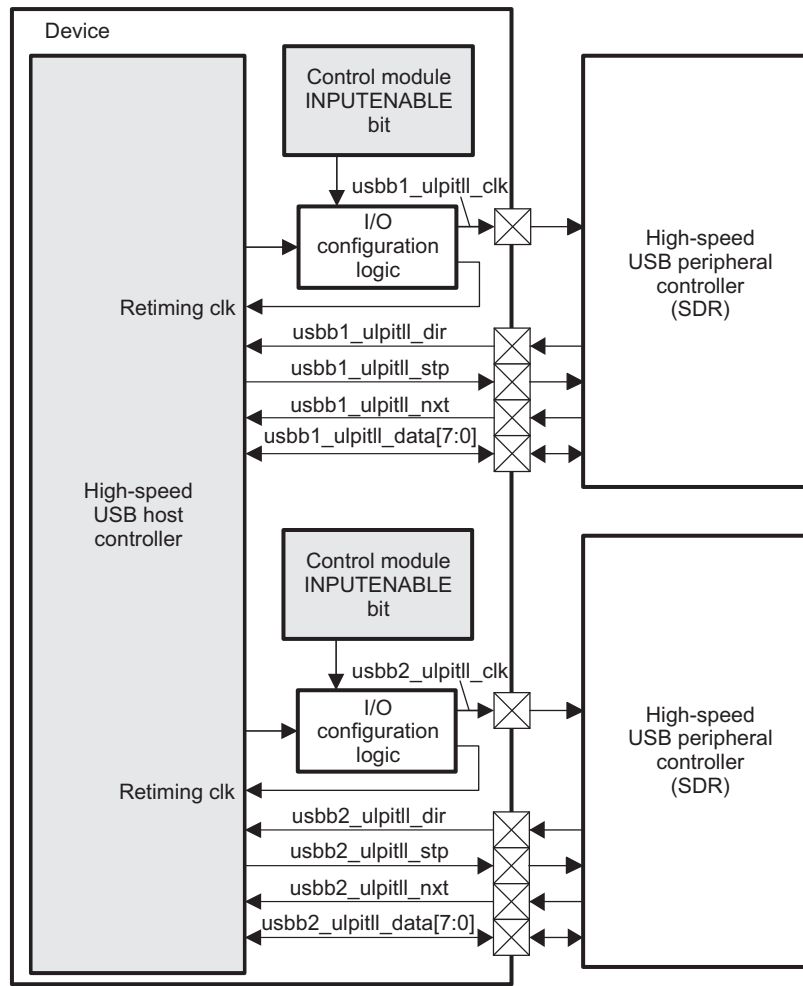 Device
Control module
INPUTENABLE
bit
usbb1_ulpitll_clk
I/O
configuration
logic
High-speed
USB peripheral
controller
(SDR)
Retiming clk
usbb1_ulpitll_dir
usbb1_ulpitll_stp
usbb1_ulpitll_nxt
usbb1_ulpitll_data[7:0]
High-speed
USB host
controller
Control module
INPUTENABLE
bit
usbb2_ulpitll_clk
I/O
configuration
logic
High-speed
USB peripheral
controller
(SDR)
Retiming clk
usbb2_ulpitll_dir
usbb2_ulpitll_stp
usbb2_ulpitll_nxt
usbb2_ulpitll_data[7:0]